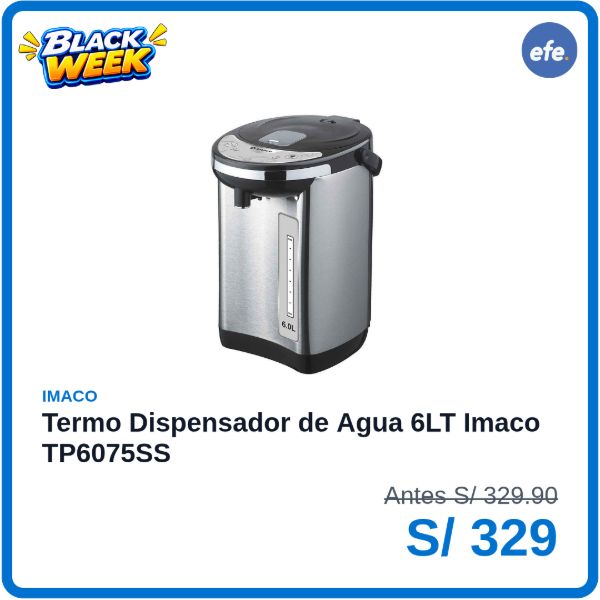 BLACK
WEEK
efe.
6.0L
IMACO
Termo Dispensador de Agua 6LT Imaco
TP6075SS
Antes S/ 329.90
S/ 329